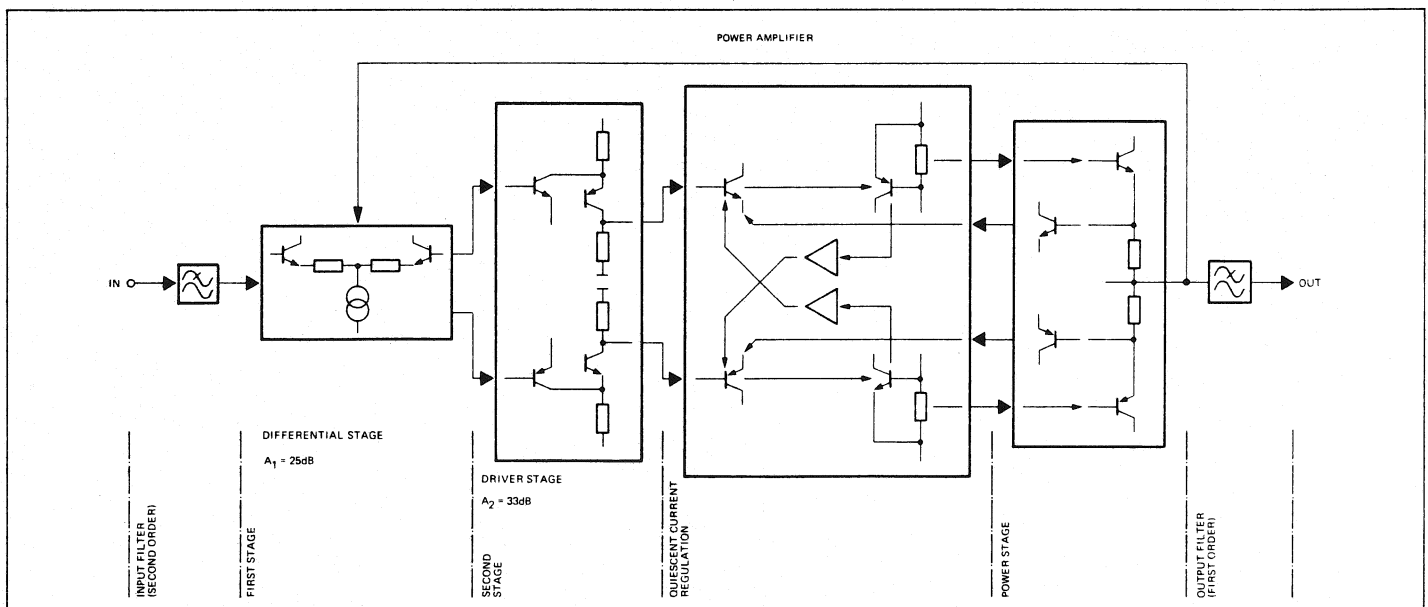 POWER AMPLIFIER
IN
OUT
DIFFERENTIAL STAGE
A1 = 25dB
DRIVER STAGE
A2 = 33dB
INPUT FILTER
(SECOND ORDER)
FIRST STAGE
SECOND
STAGE
QUIESCENT CURRENT
REGULATION
POWER STAGE
OUTPUT FILTER
(FIRST ORDER)